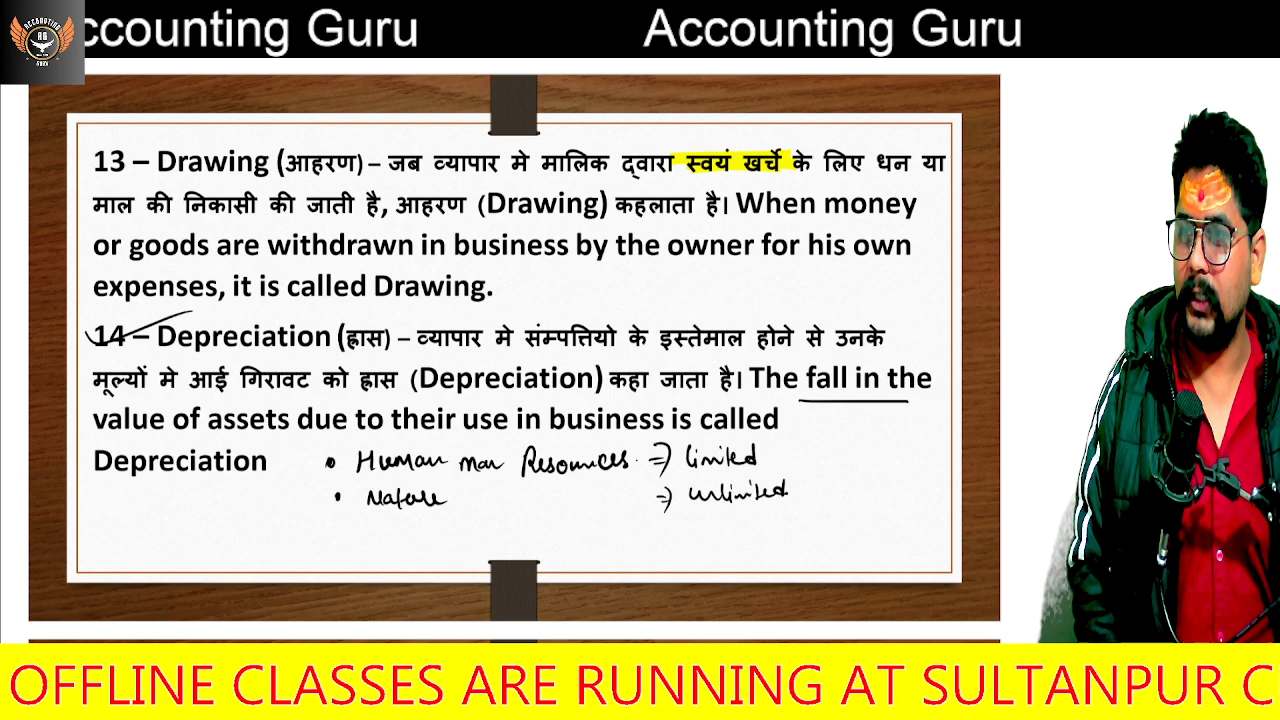 ccounting Guru Accounting Guru
ACCOUNTING
AG
GURU
13 – Drawing (आहरण) – जब व्यापार मे मालिक द्वारा स्वयं खर्चे के लिए धन या
माल की निकासी की जाती है, आहरण (Drawing) कहलाता है। When money
or goods are withdrawn in business by the owner for his own
expenses, it is called Drawing.
14 – Depreciation (ह्रास) – व्यापार मे संम्पत्तियो के इस्तेमाल होने से उनके
मूल्यों मे आई गिरावट को ह्रास (Depreciation) कहा जाता है। The fall in the
value of assets due to their use in business is called
Depreciation
• Human man Resources ⇒ limited
• Nature ⇒ unlimited
OFFLINE CLASSES ARE RUNNING AT SULTANPUR C